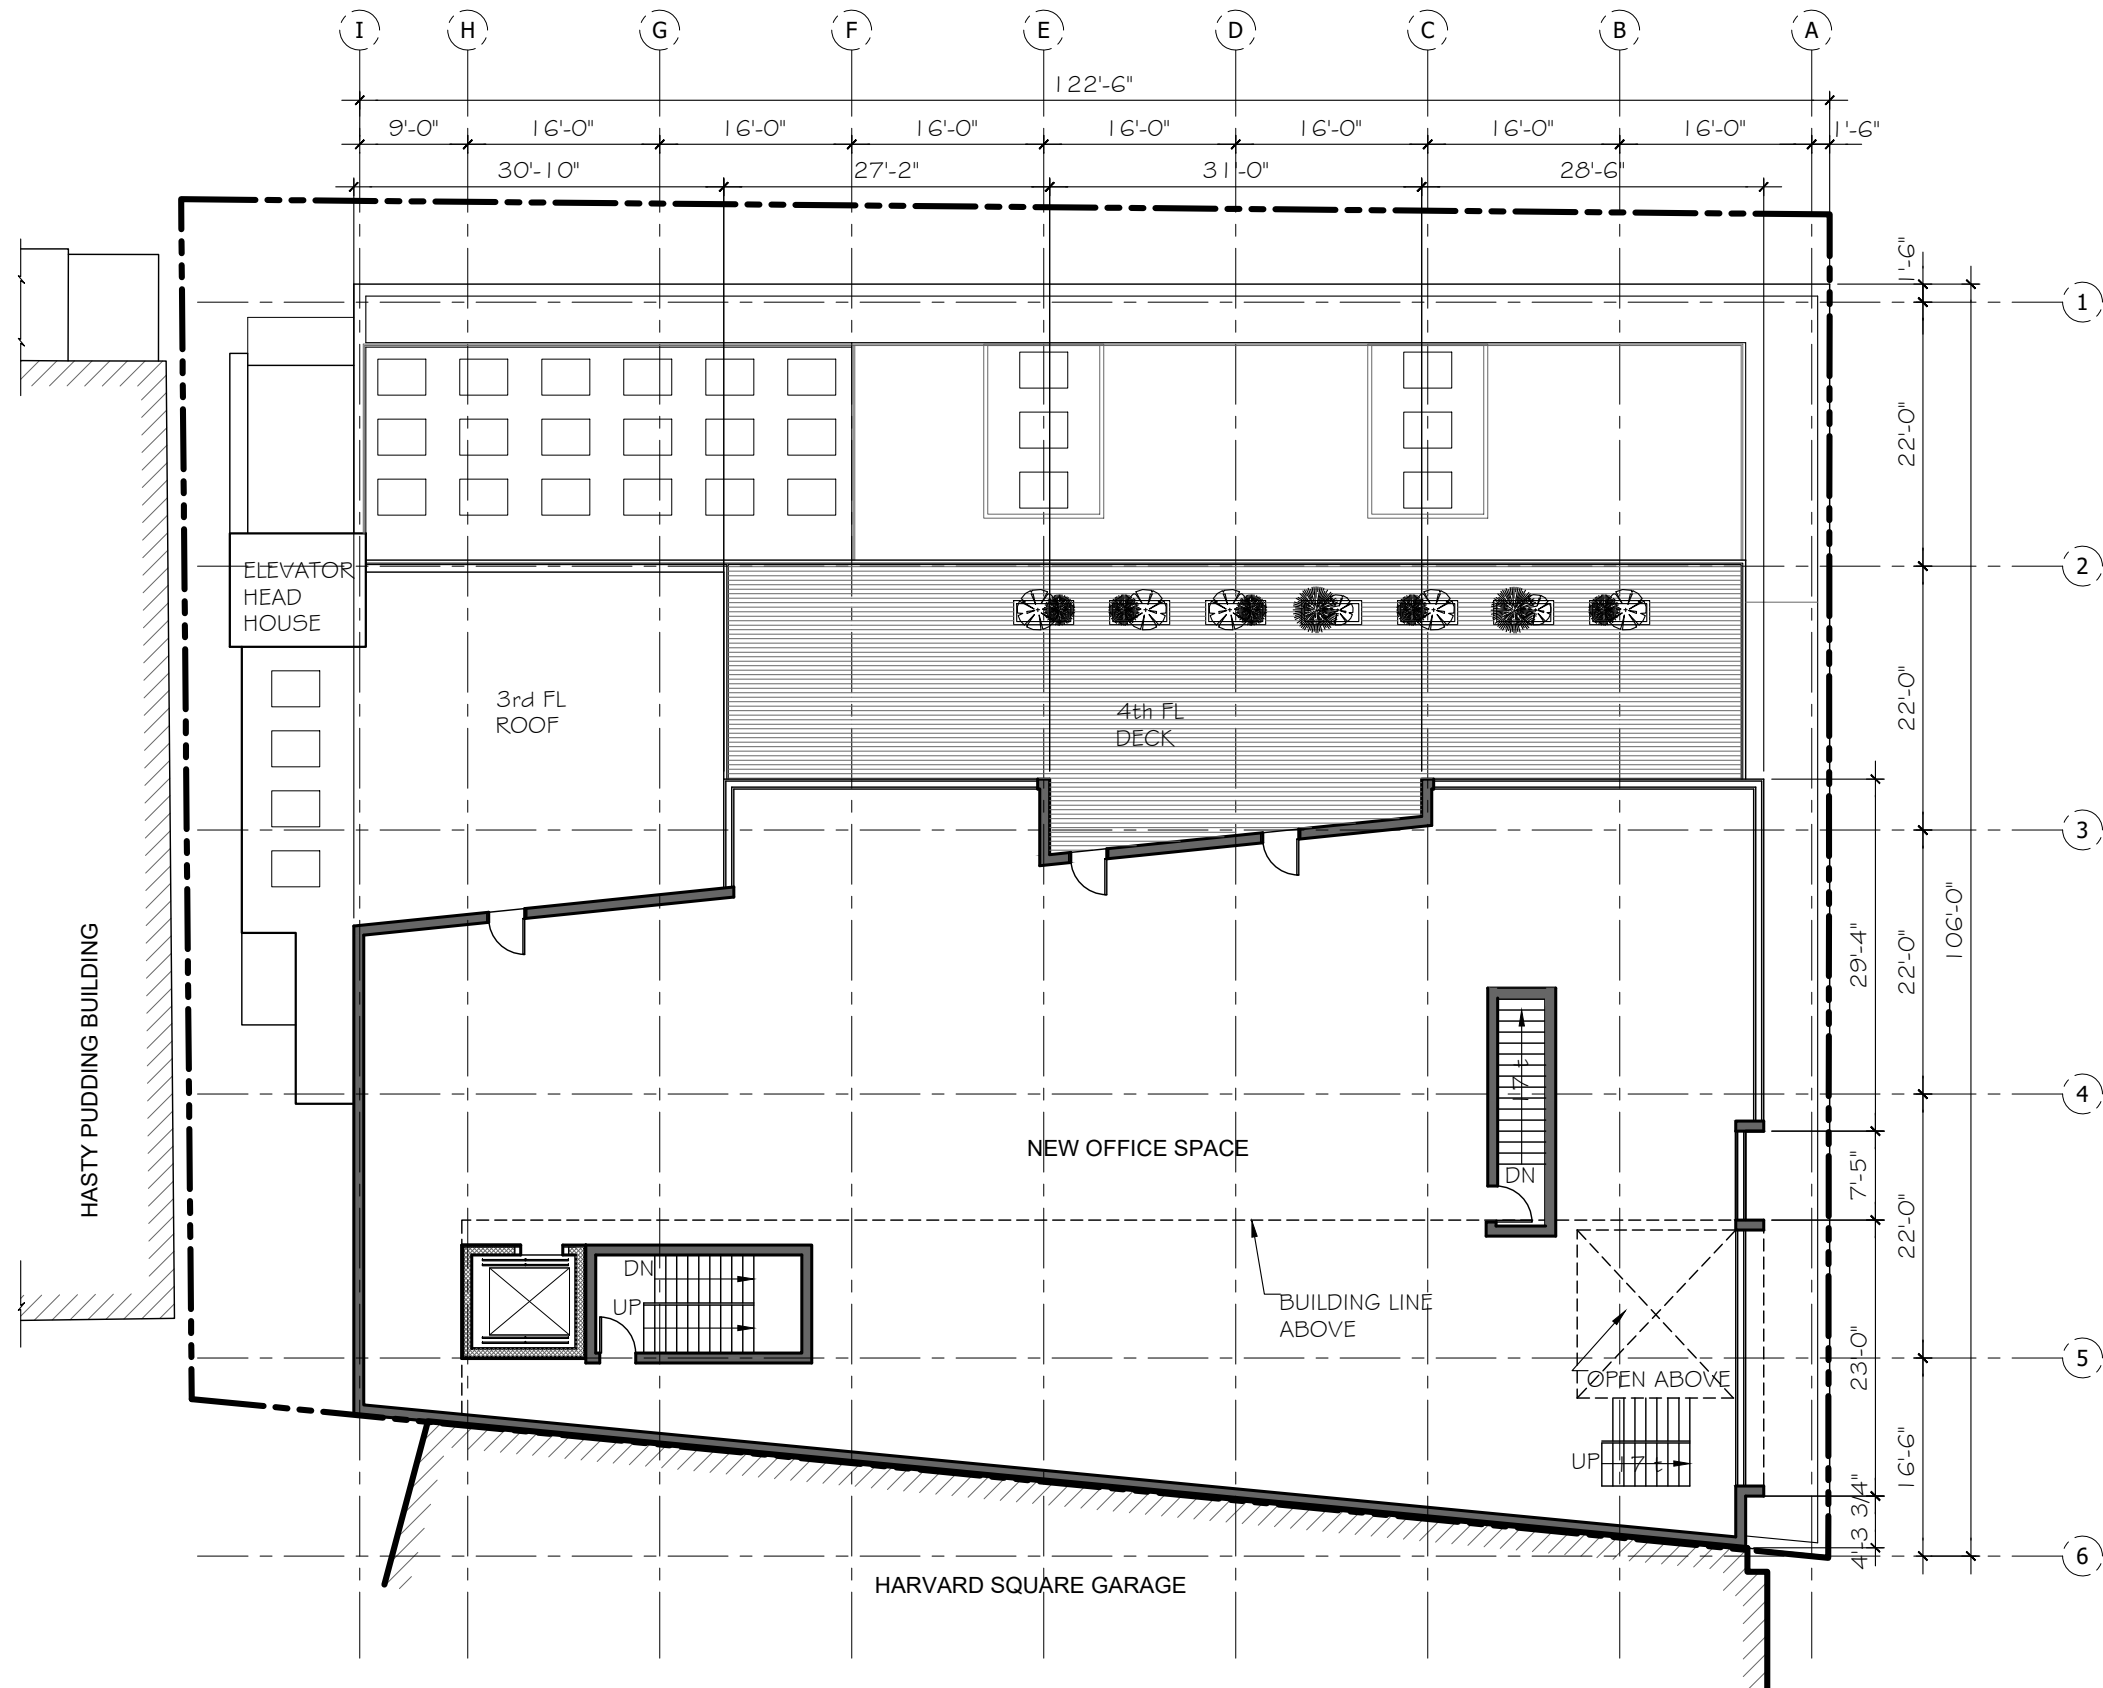 I H G F E D C B A
122'-6"
9'-0" 16'-0" 16'-0" 16'-0" 16'-0" 16'-0" 16'-0" 16'-0" 1'-6"
30'-10" 27'-2" 31'-0" 28'-6"
1'-6"
1
22'-0"
2
ELEVATOR
HEAD
HOUSE
3rd FL
ROOF
4th FL
DECK
22'-0"
3
HASTY PUDDING BUILDING
29'-4"
22'-0"
106'-0"
17 t
4
NEW OFFICE SPACE
DN
7'-5"
22'-0"
DN
UP
BUILDING LINE
ABOVE
OPEN ABOVE
23'-0"
5
UP 17 t
16'-6"
4'-3 3/4"
6
HARVARD SQUARE GARAGE